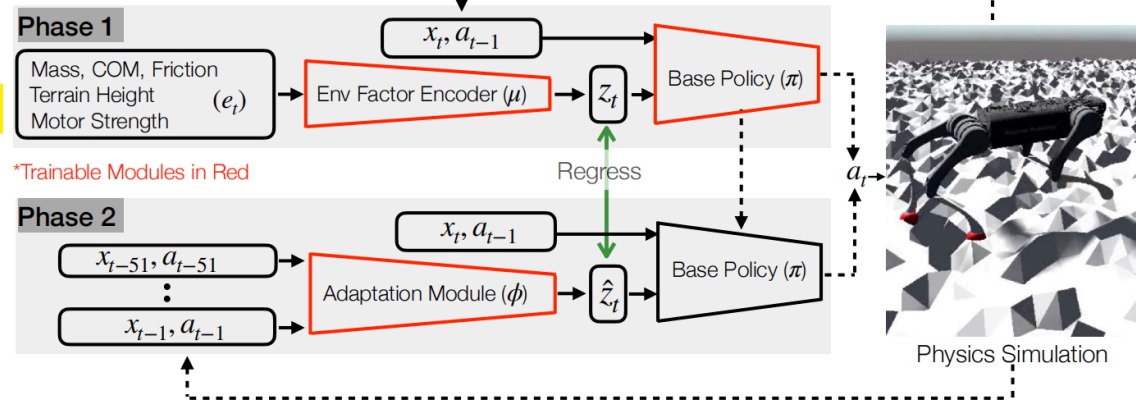 Phase 1
x_t, a_{t-1}
Mass, COM, Friction
Terrain Height
Motor Strength
(e_t)
Env Factor Encoder (μ)
z_t
Base Policy (π)
*Trainable Modules in Red
Regress
a_t
Phase 2
x_t, a_{t-1}
x_{t-51}, a_{t-51}
x_{t-1}, a_{t-1}
Adaptation Module (ϕ)
ẑ_t
Base Policy (π)
Physics Simulation